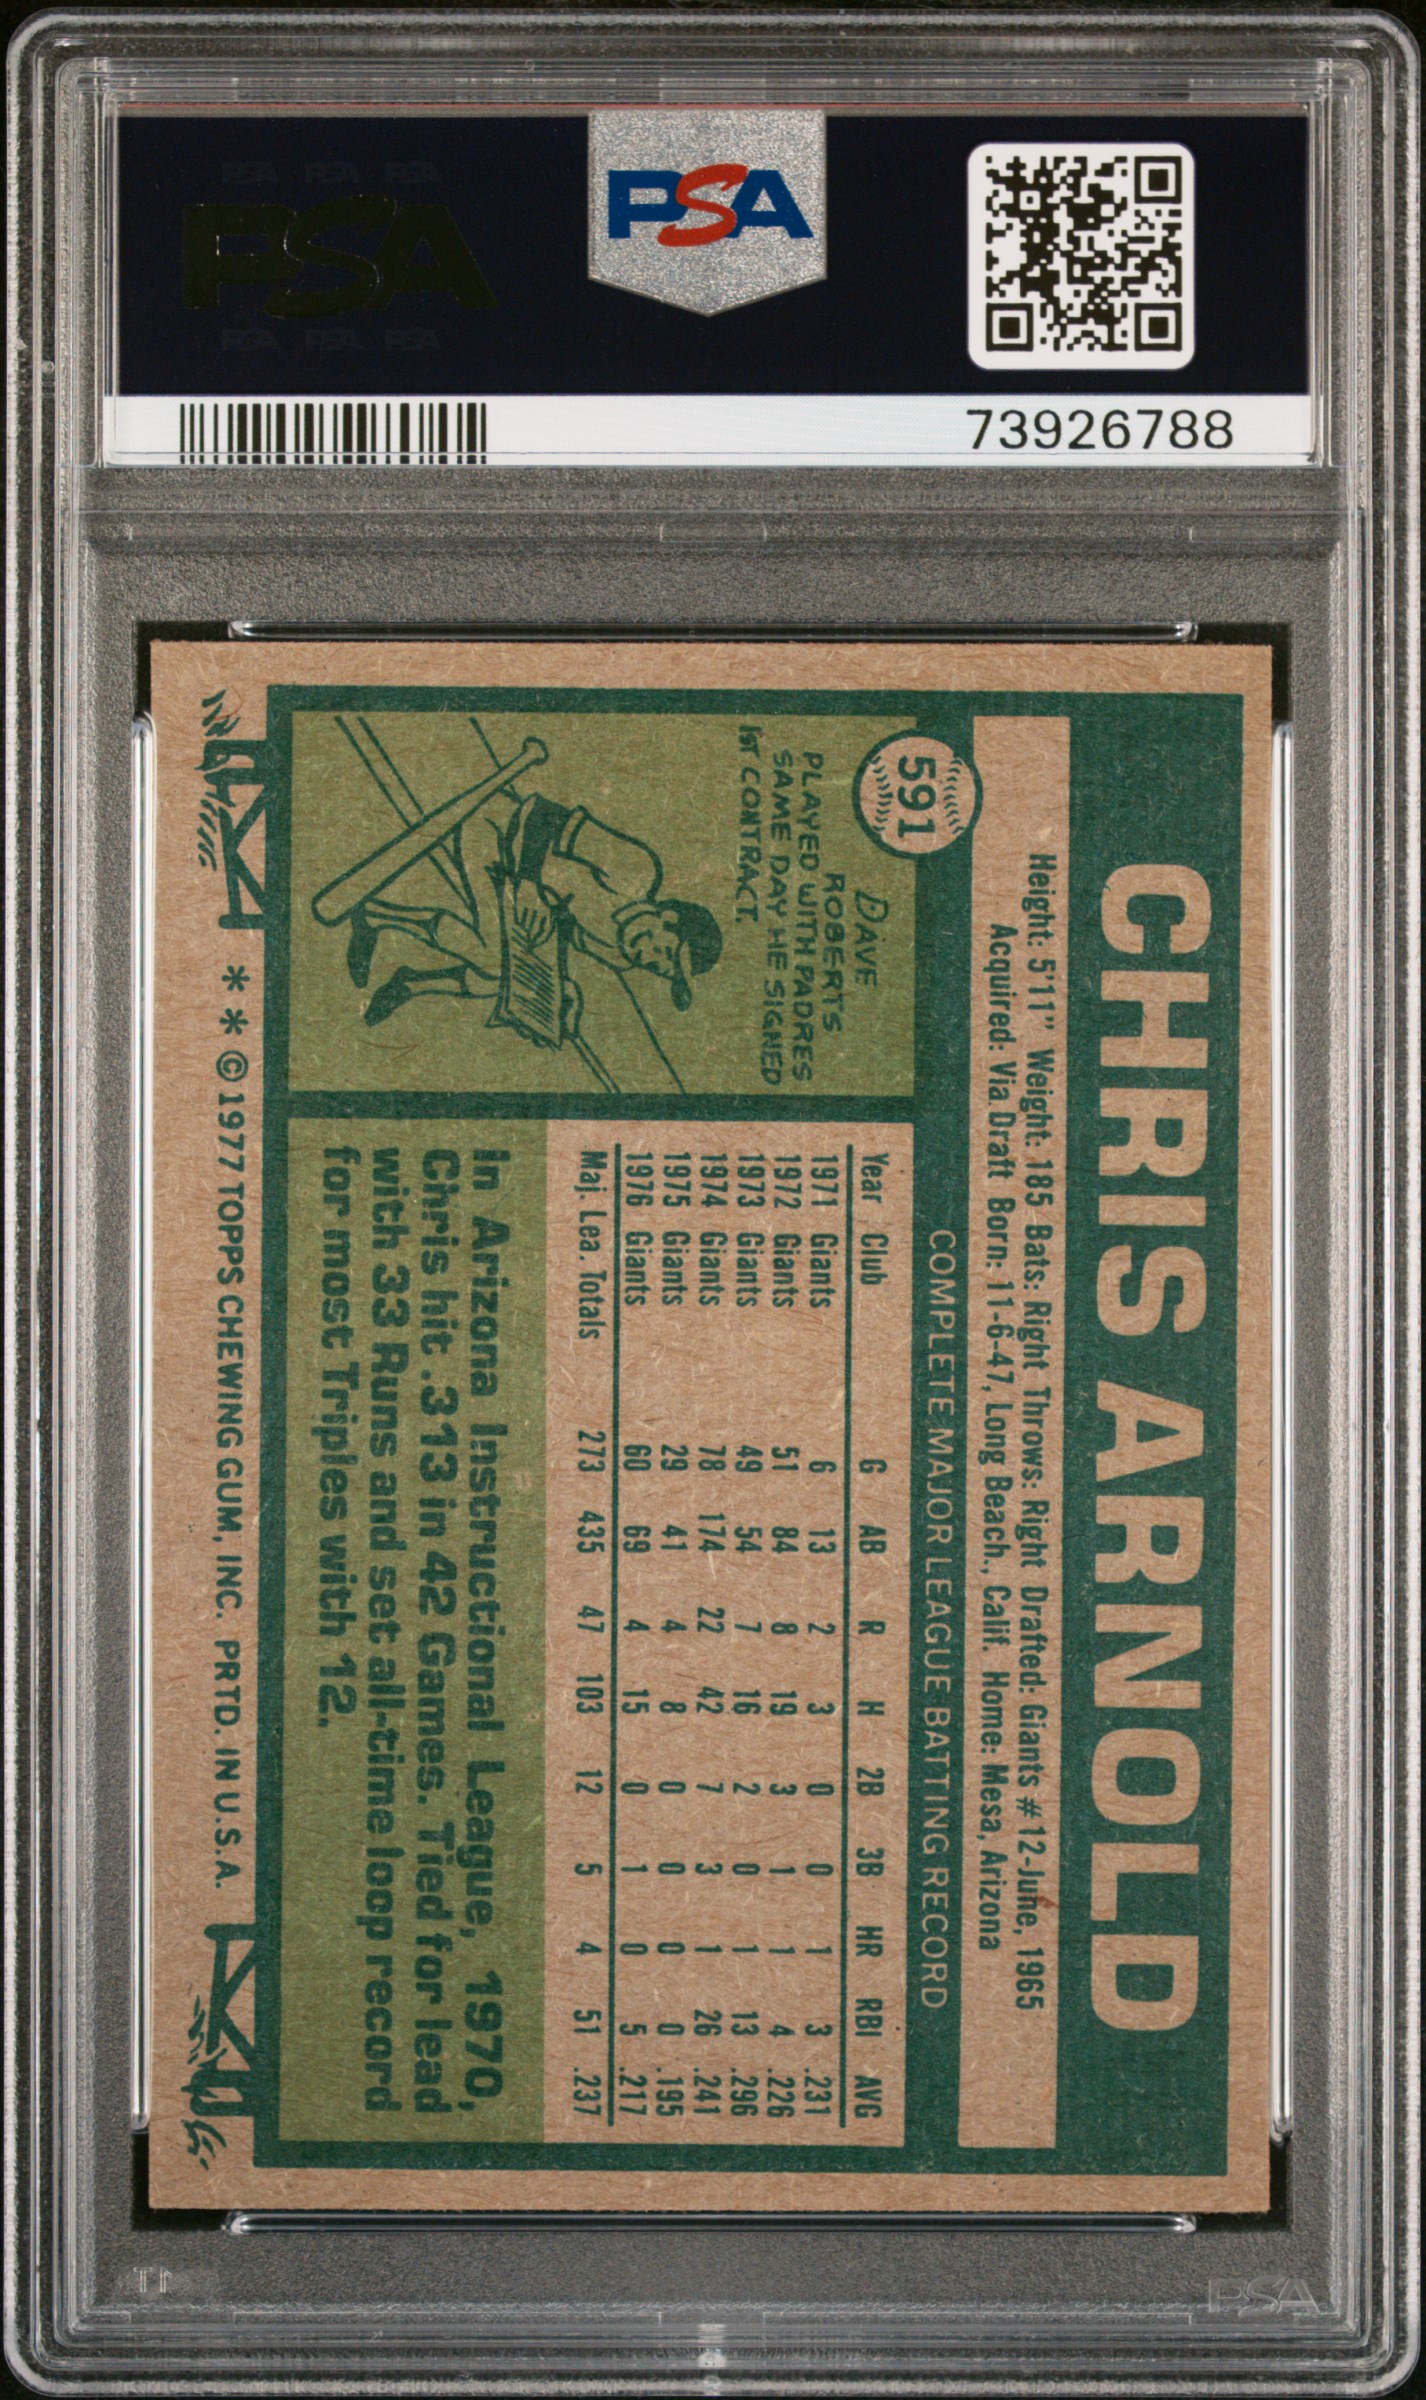 PSA PSA PSA
PSA
PSA PSA PSA
PSA
73926788
CHRIS ARNOLD
591
Height: 5'11" Weight: 185 Bats: Right Throws: Right Drafted: Giants #12-June, 1965
Acquired: Via Draft Born: 11-6-47, Long Beach., Calif. Home: Mesa, Arizona
COMPLETE MAJOR LEAGUE BATTING RECORD
DAVE
ROBERTS
PLAYED WITH PADRES
SAME DAY HE SIGNED
1ST CONTRACT.
Year Club G AB R H 2B 3B HR RBI AVG
1971 Giants 6 13 2 3 0 0 1 3 .231
1972 Giants 51 84 8 19 3 1 1 4 .226
1973 Giants 49 54 7 16 2 0 1 13 .296
1974 Giants 78 174 22 42 7 3 1 26 .241
1975 Giants 29 41 4 8 0 0 0 0 .195
1976 Giants 60 69 4 15 0 1 0 5 .217
Maj. Lea. Totals 273 435 47 103 12 5 4 51 .237
In Arizona Instructional League, 1970,
Chris hit .313 in 42 Games. Tied for lead
with 33 Runs and set all-time loop record
for most Triples with 12.
* * © 1977 TOPPS CHEWING GUM, INC. PRTD. IN U.S.A.
PSA